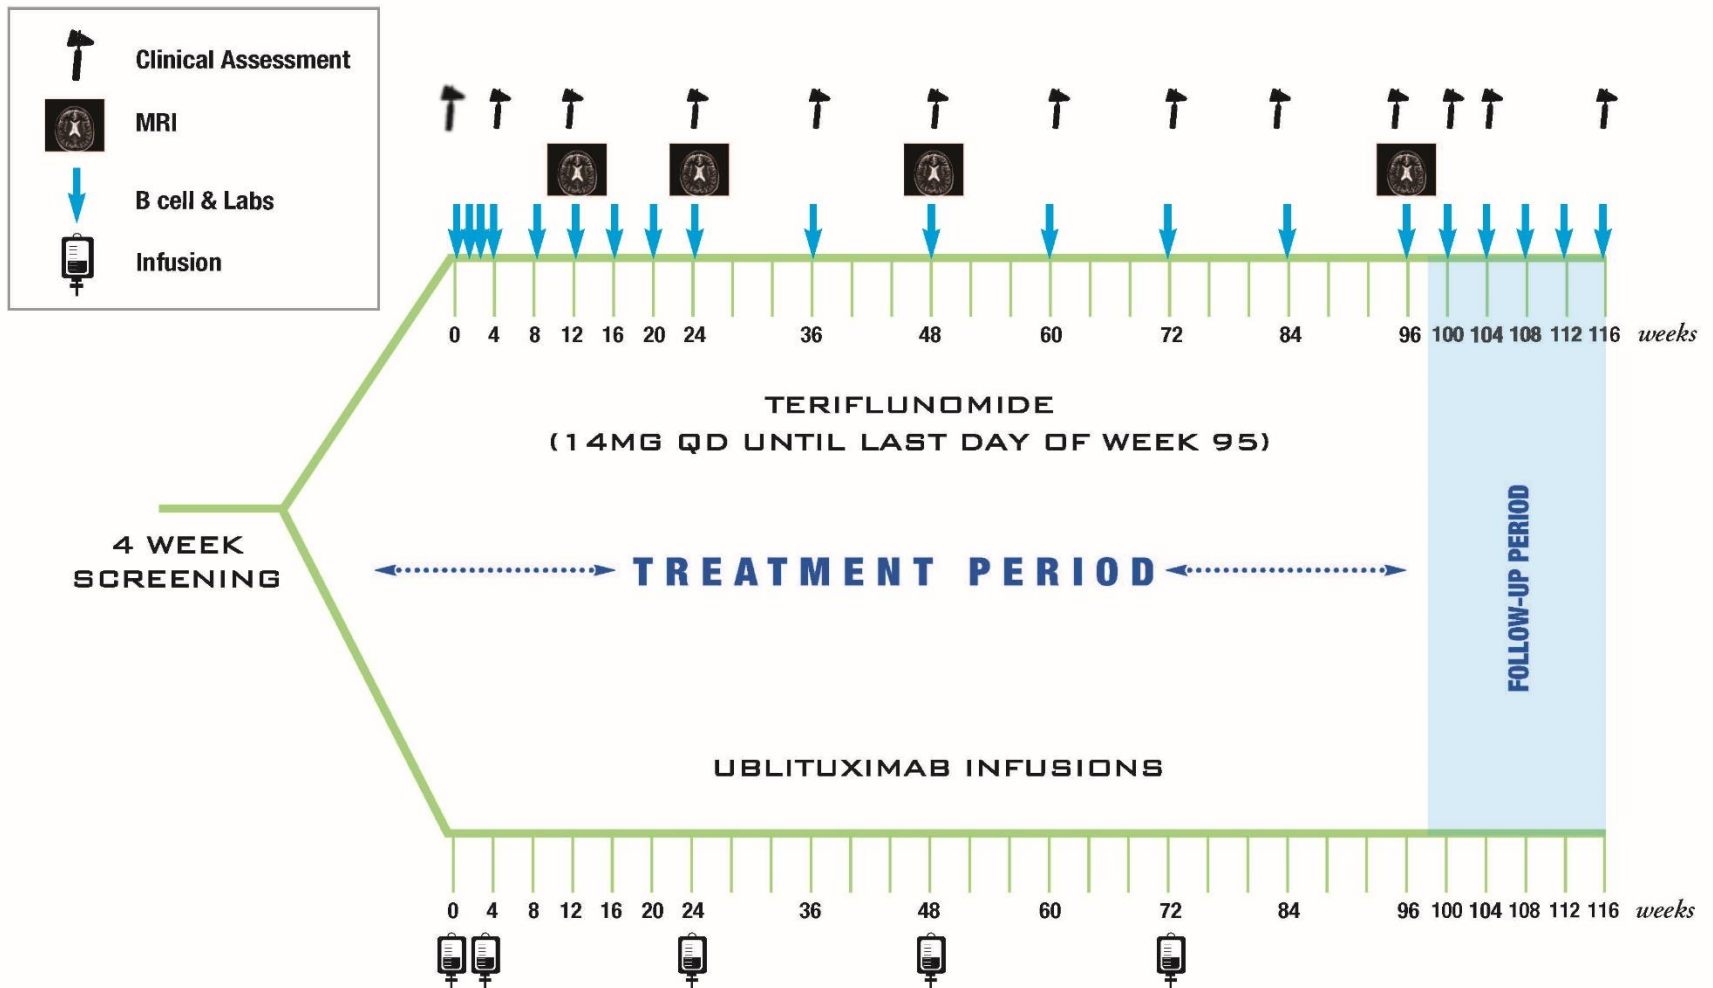 Clinical Assessment
MRI
B cell & Labs
Infusion
0 4 8 12 16 20 24 36 48 60 72 84 96 100 104 108 112 116 weeks
TERIFLUNOMIDE
(14MG QD UNTIL LAST DAY OF WEEK 95)
4 WEEK
SCREENING
TREATMENT PERIOD
FOLLOW-UP PERIOD
UBLITUXIMAB INFUSIONS
0 4 8 12 16 20 24 36 48 60 72 84 96 100 104 108 112 116 weeks